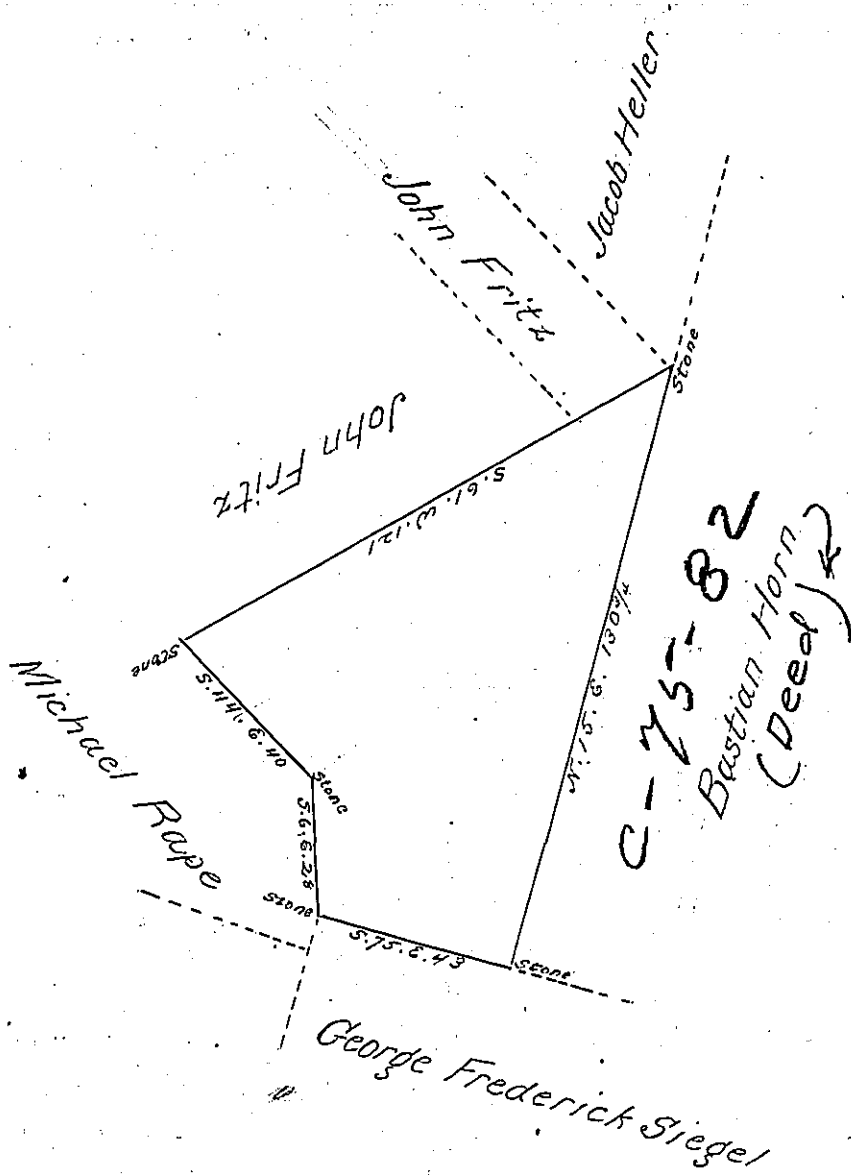 Jacob Heller
John Fritz
John Fritz
Stone
S. 61. W. 121
Stone
S. 44. E. 40
Stone
S. 6. E. 28
Stone
S. 75. E. 43
Stone
N. 15. E. 130 3/4
Michael Rape
George Frederick Siegel
C-75-82
Bastian Horn
(Deed)